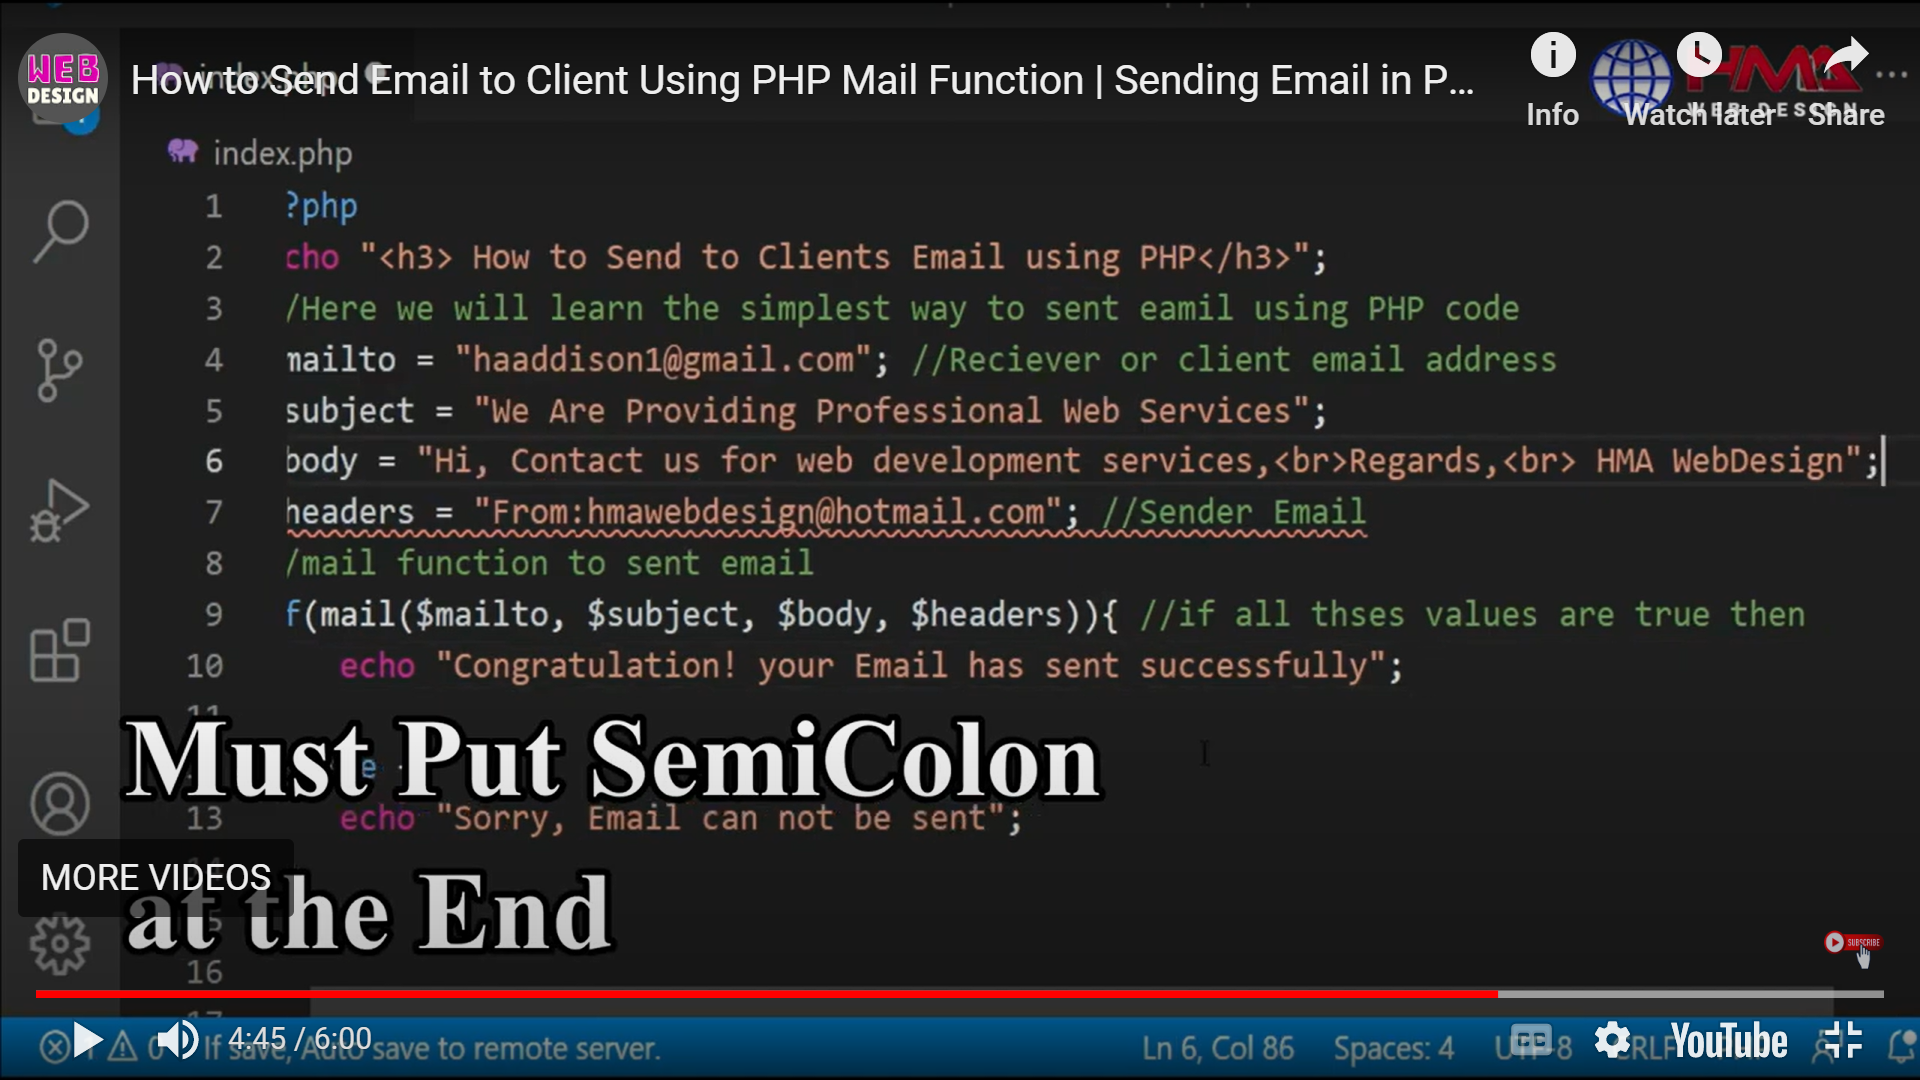 WEB
DESIGN
How to Send Email to Client Using PHP Mail Function | Sending Email in P...
Info
Watch later
Share
HMA
WEB DESIGN
index.php
index.php
1 ?php
2 cho "<h3> How to Send to Clients Email using PHP</h3>";
3 /Here we will learn the simplest way to sent eamil using PHP code
4 mailto = "haaddison1@gmail.com"; //Reciever or client email address
5 subject = "We Are Providing Professional Web Services";
6 body = "Hi, Contact us for web development services,<br>Regards,<br> HMA WebDesign";
7 headers = "From:hmawebdesign@hotmail.com"; //Sender Email
8 /mail function to sent email
9 f(mail($mailto, $subject, $body, $headers)){ //if all thses values are true then
10 echo "Congratulation! your Email has sent successfully";
11
Must Put SemiColon
13 echo "Sorry, Email can not be sent";
MORE VIDEOS
at the End
16
SUBSCRIBE
4:45 / 6:00
If save, Auto save to remote server.
Ln 6, Col 86
Spaces: 4
UTF-8
CRLF
YouTube